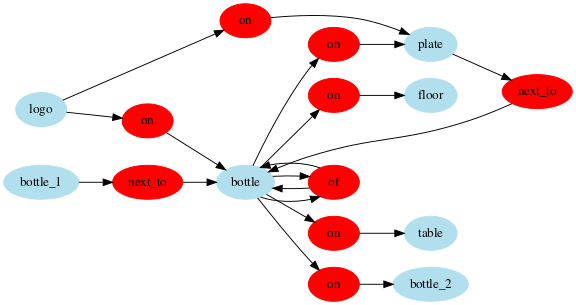 on
on
plate
on
floor
next_to
logo
on
bottle_1
next_to
bottle
of
on
table
on
bottle_2